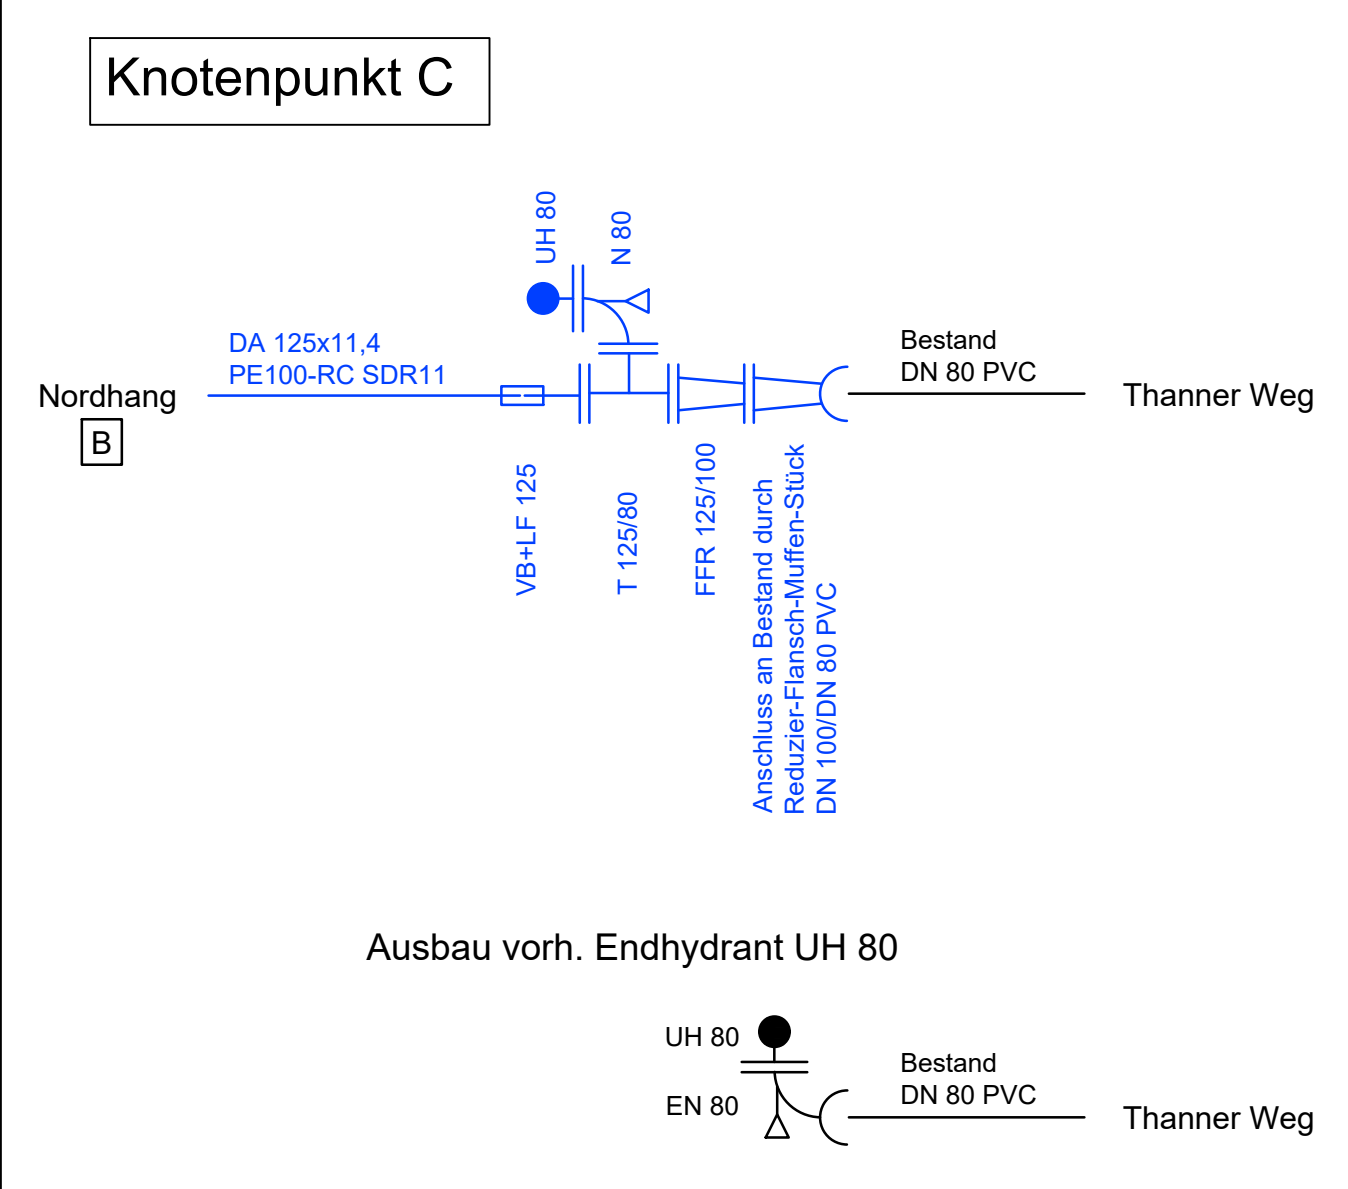 Knotenpunkt C
UH 80
N 80
DA 125x11,4
PE100-RC SDR11
Bestand
DN 80 PVC
Nordhang
B
Thanner Weg
VB+LF 125
T 125/80
FFR 125/100
Anschluss an Bestand durch
Reduzier-Flansch-Muffen-Stück
DN 100/DN 80 PVC
Ausbau vorh. Endhydrant UH 80
UH 80
EN 80
Bestand
DN 80 PVC
Thanner Weg